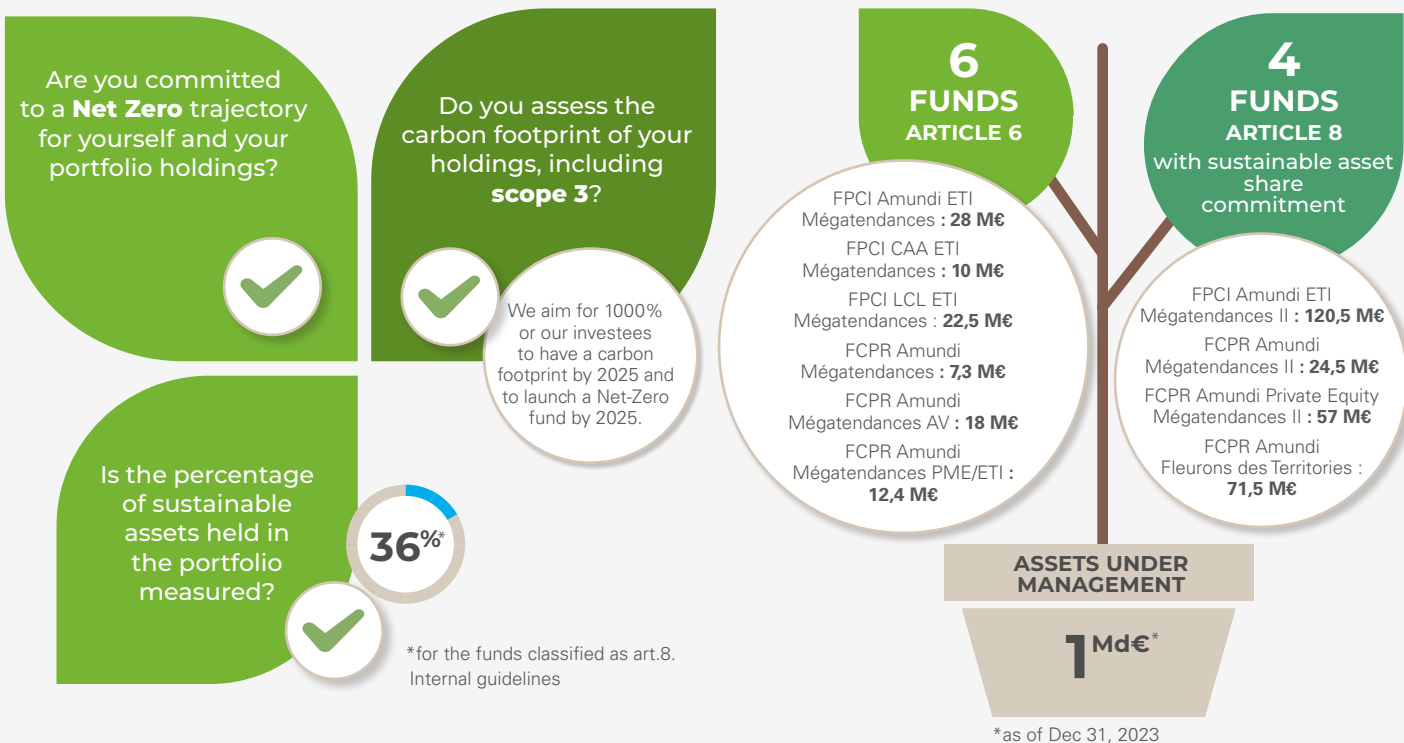 Are you committed
to a Net Zero trajectory
for yourself and your
portfolio holdings?
Do you assess the
carbon footprint of your
holdings, including
scope 3?
We aim for 1000%
or our investees
to have a carbon
footprint by 2025 and
to launch a Net-Zero
fund by 2025.
Is the percentage
of sustainable
assets held in
the portfolio
measured?
36%*
*for the funds classified as art.8.
Internal guidelines
6
FUNDS
ARTICLE 6
FPCI Amundi ETI
Mégatendances : 28 M€
FPCI CAA ETI
Mégatendances : 10 M€
FPCI LCL ETI
Mégatendances : 22,5 M€
FCPR Amundi
Mégatendances : 7,3 M€
FCPR Amundi
Mégatendances AV : 18 M€
FCPR Amundi
Mégatendances PME/ETI :
12,4 M€
4
FUNDS
ARTICLE 8
with sustainable asset
share
commitment
FPCI Amundi ETI
Mégatendances II : 120,5 M€
FCPR Amundi
Mégatendances II : 24,5 M€
FCPR Amundi Private Equity
Mégatendances II : 57 M€
FCPR Amundi
Fleurons des Territories :
71,5 M€
ASSETS UNDER
MANAGEMENT
1 Md€*
*as of Dec 31, 2023